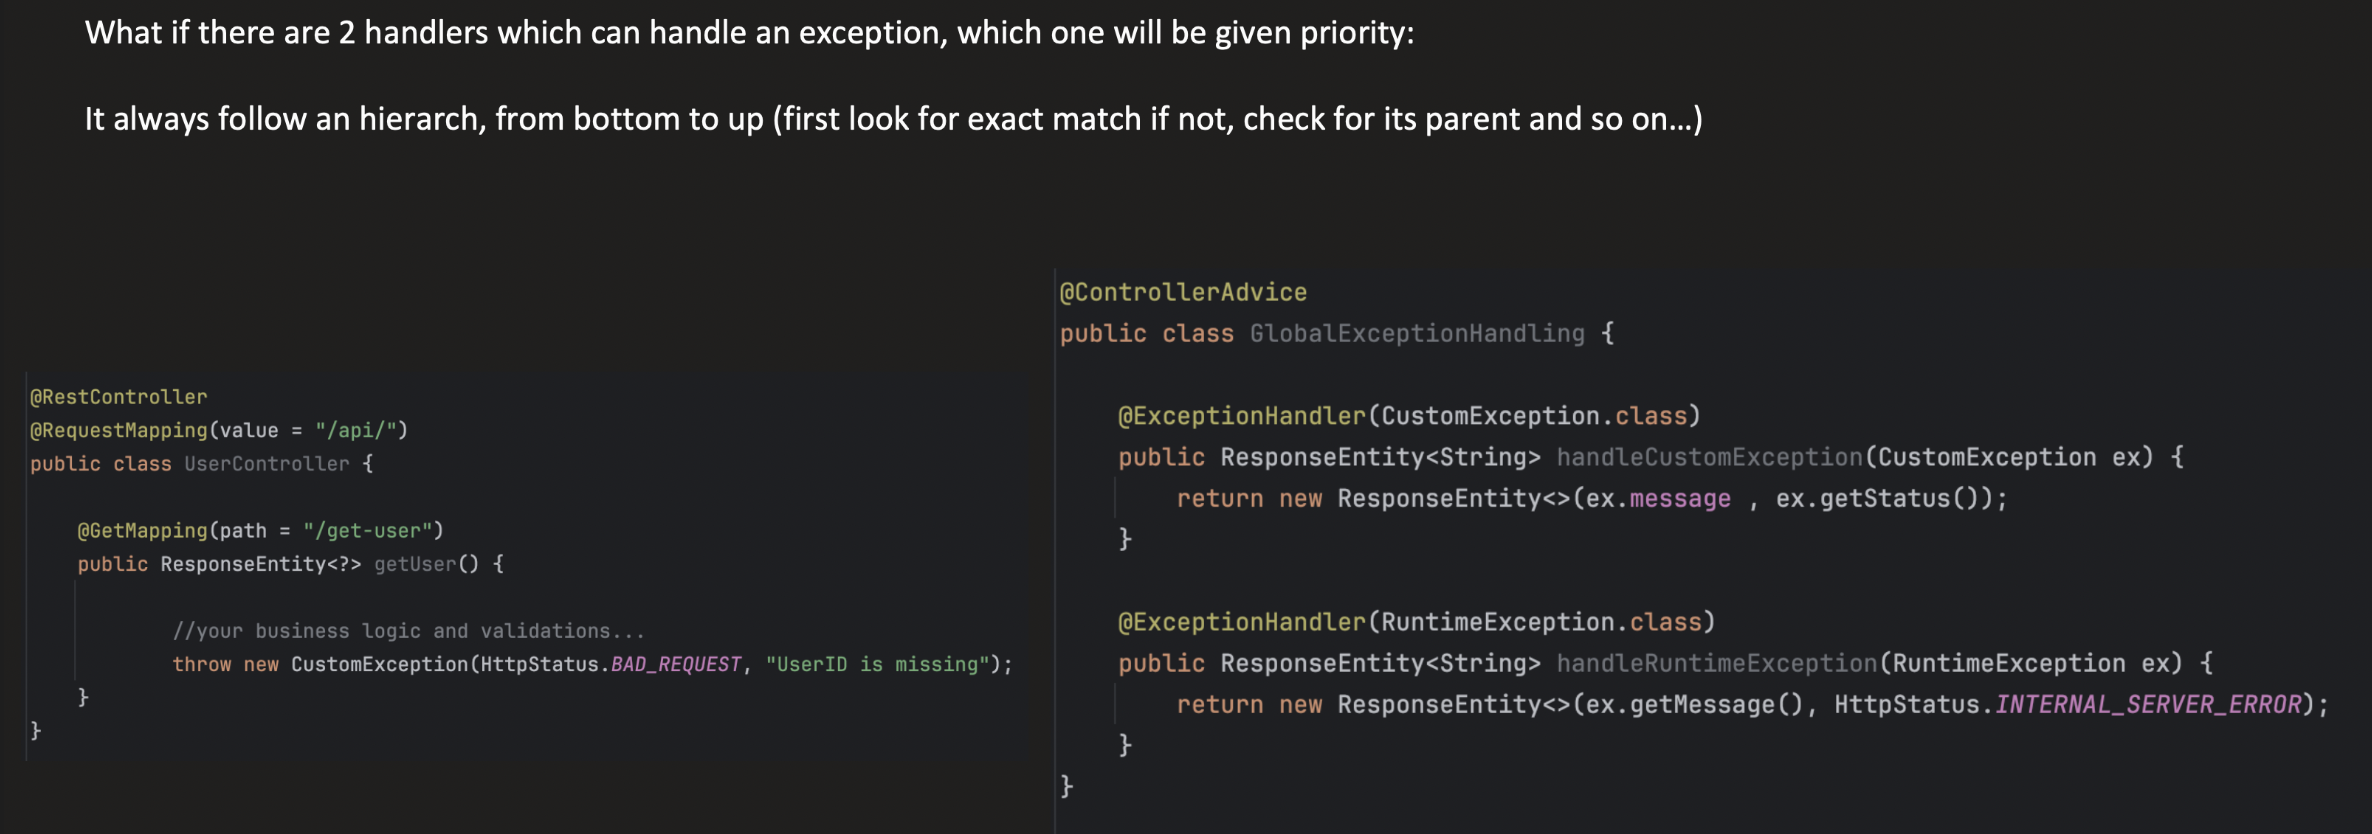 What if there are 2 handlers which can handle an exception, which one will be given priority:
It always follow an hierarch, from bottom to up (first look for exact match if not, check for its parent and so on...)
@RestController
@RequestMapping(value = "/api/")
public class UserController {
@GetMapping(path = "/get-user")
public ResponseEntity<?> getUser() {
//your business logic and validations...
throw new CustomException(HttpStatus.BAD_REQUEST, "UserID is missing");
}
}
@ControllerAdvice
public class GlobalExceptionHandling {
@ExceptionHandler(CustomException.class)
public ResponseEntity<String> handleCustomException(CustomException ex) {
return new ResponseEntity<>(ex.message , ex.getStatus());
}
@ExceptionHandler(RuntimeException.class)
public ResponseEntity<String> handleRuntimeException(RuntimeException ex) {
return new ResponseEntity<>(ex.getMessage(), HttpStatus.INTERNAL_SERVER_ERROR);
}
}